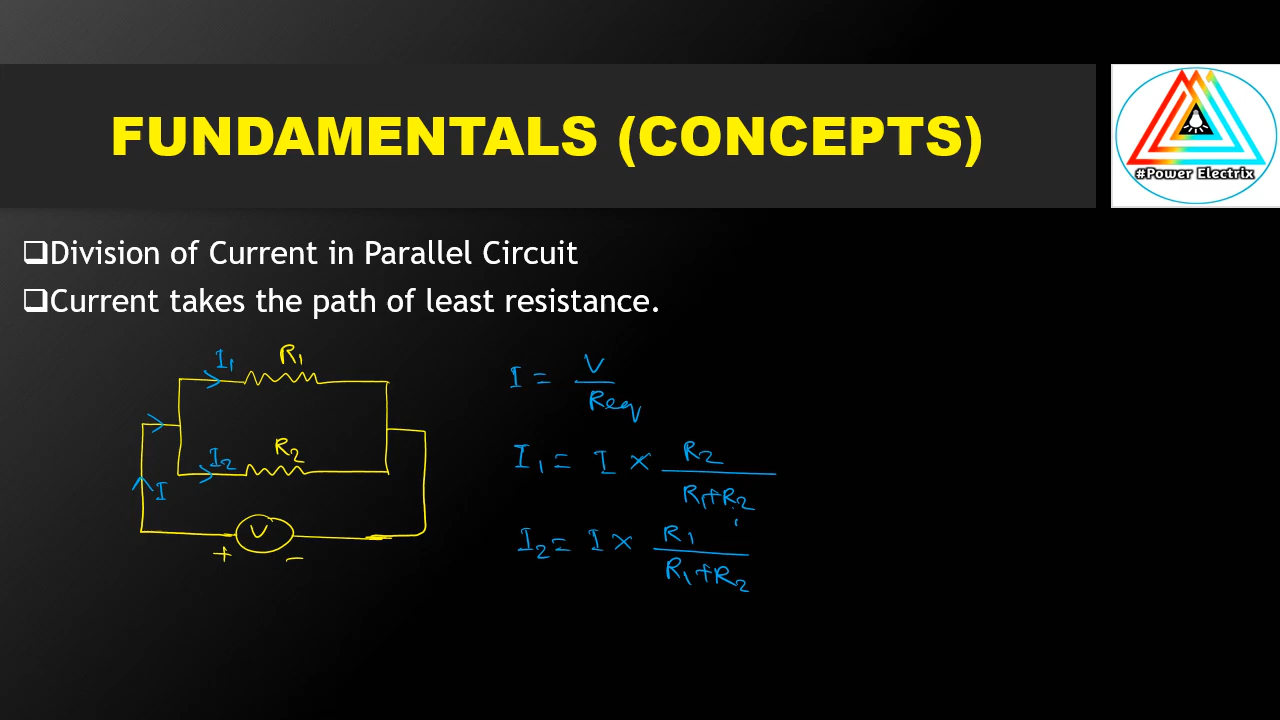 FUNDAMENTALS (CONCEPTS)
#Power Electrix
❑Division of Current in Parallel Circuit
❑Current takes the path of least resistance.
I₁ R₁
I₂ R₂
I
V
+ −
I = V / Req
I₁ = I × R₂ / R₁+R₂
I₂ = I × R₁ / R₁+R₂